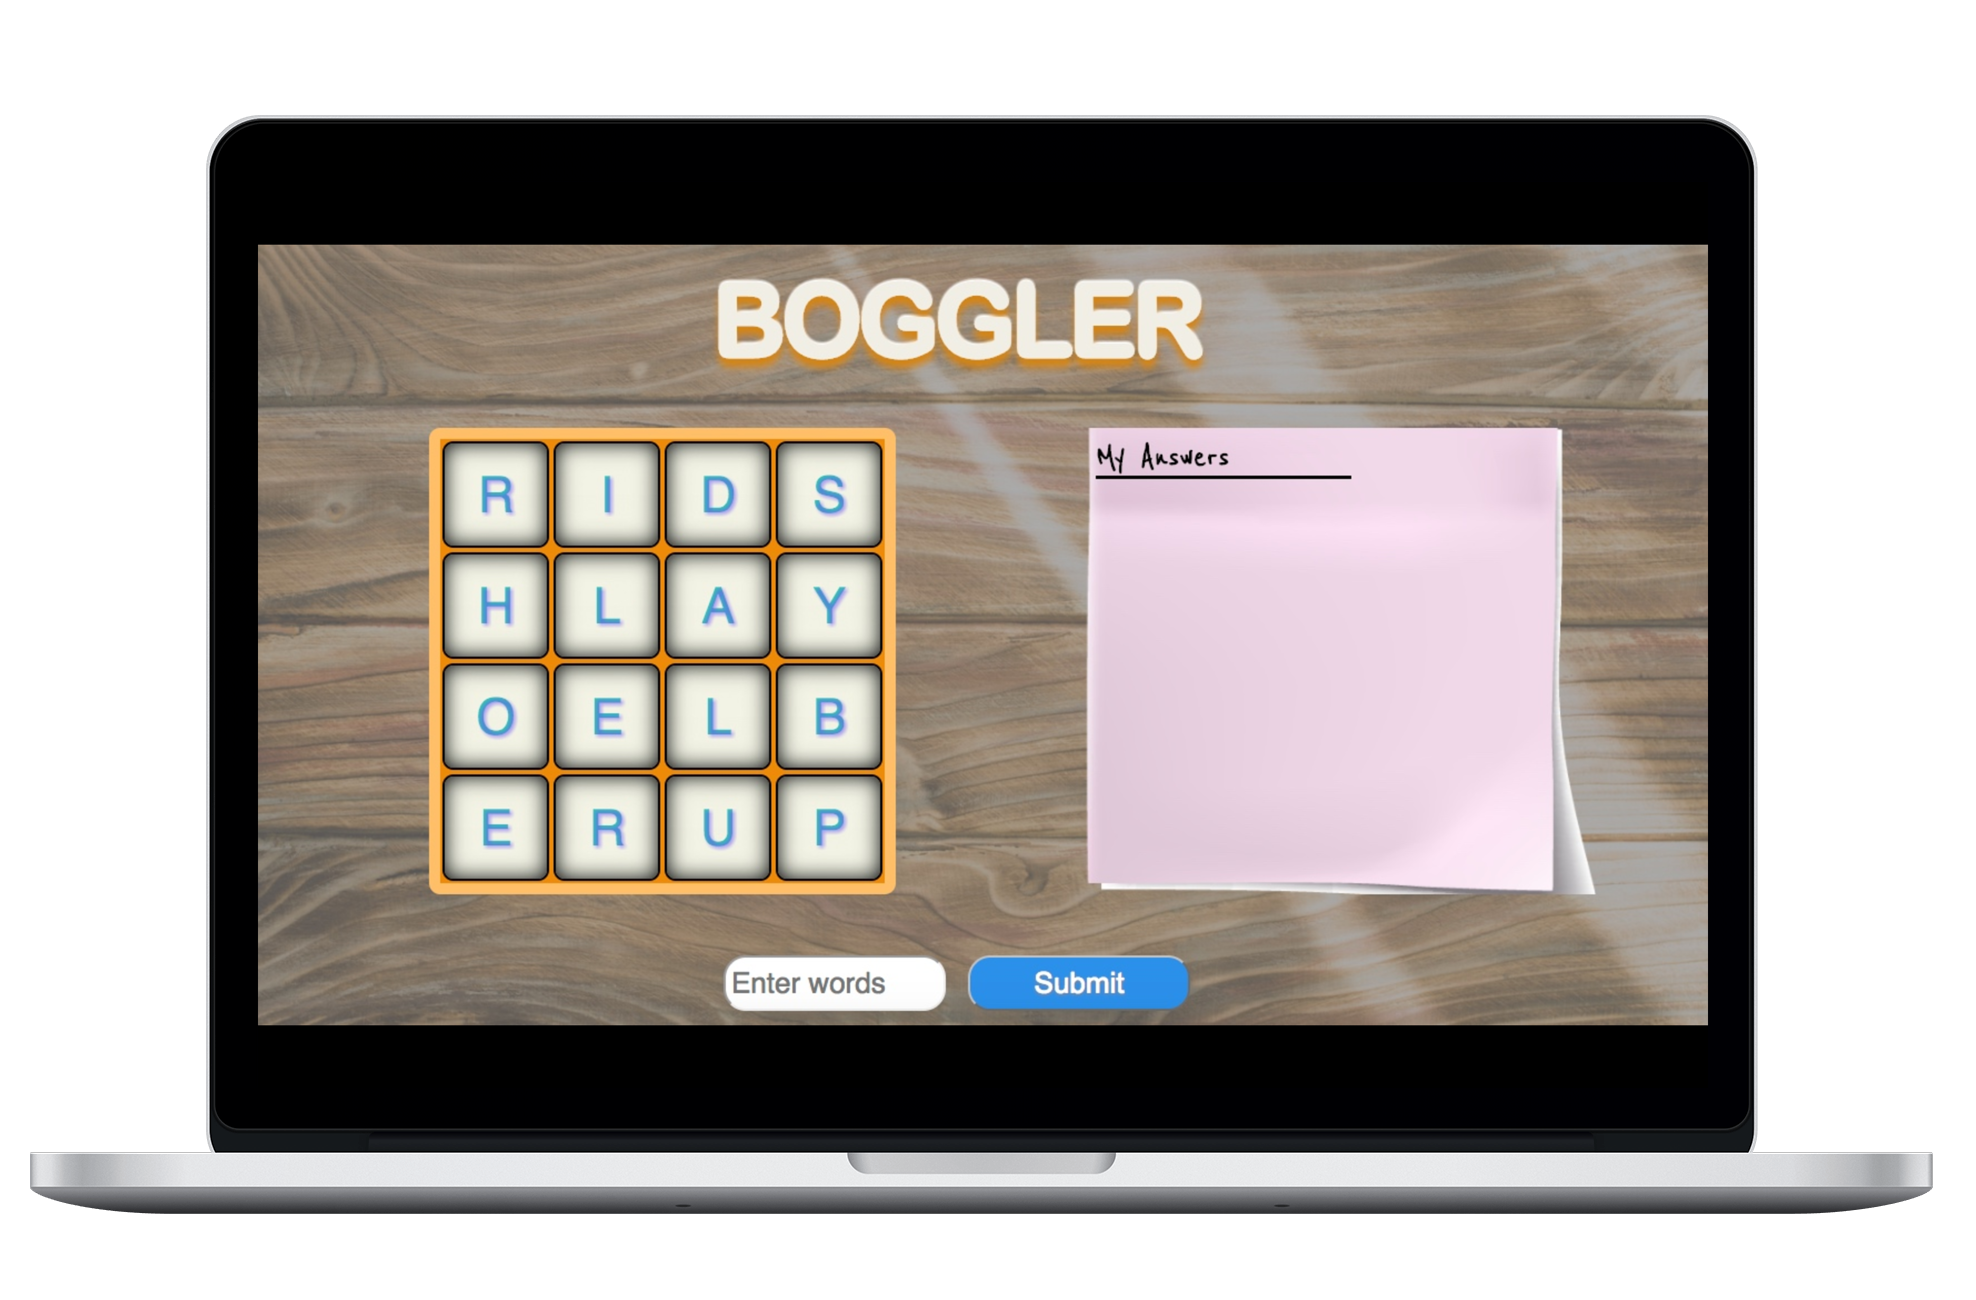 BOGGLER
My Answers
R I D S
H L A Y
O E L B
E R U P
Enter words
Submit